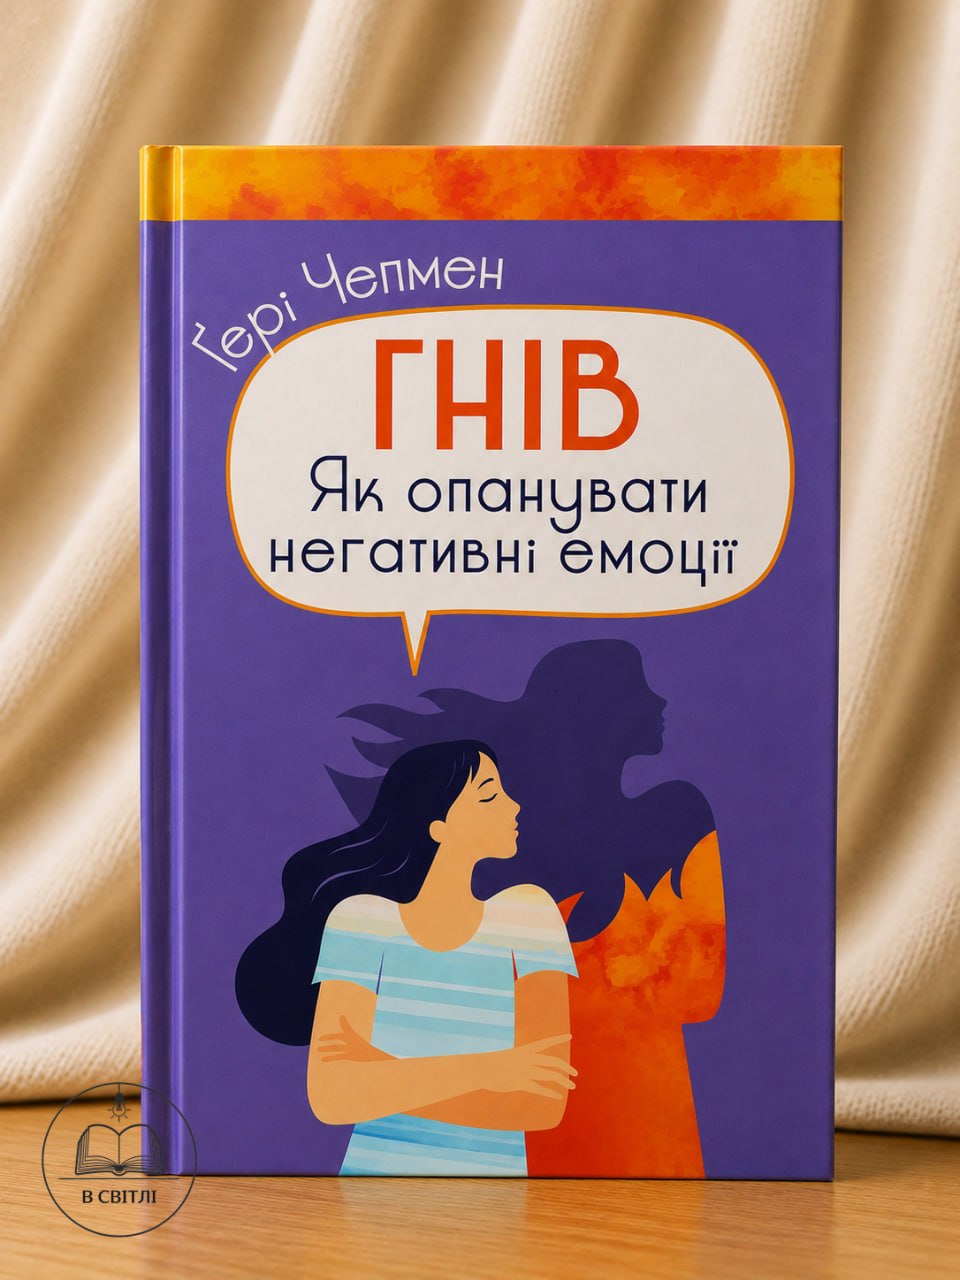 Ґері Чепмен
ГНІВ
Як опанувати
негативні емоції
В СВІТЛІ